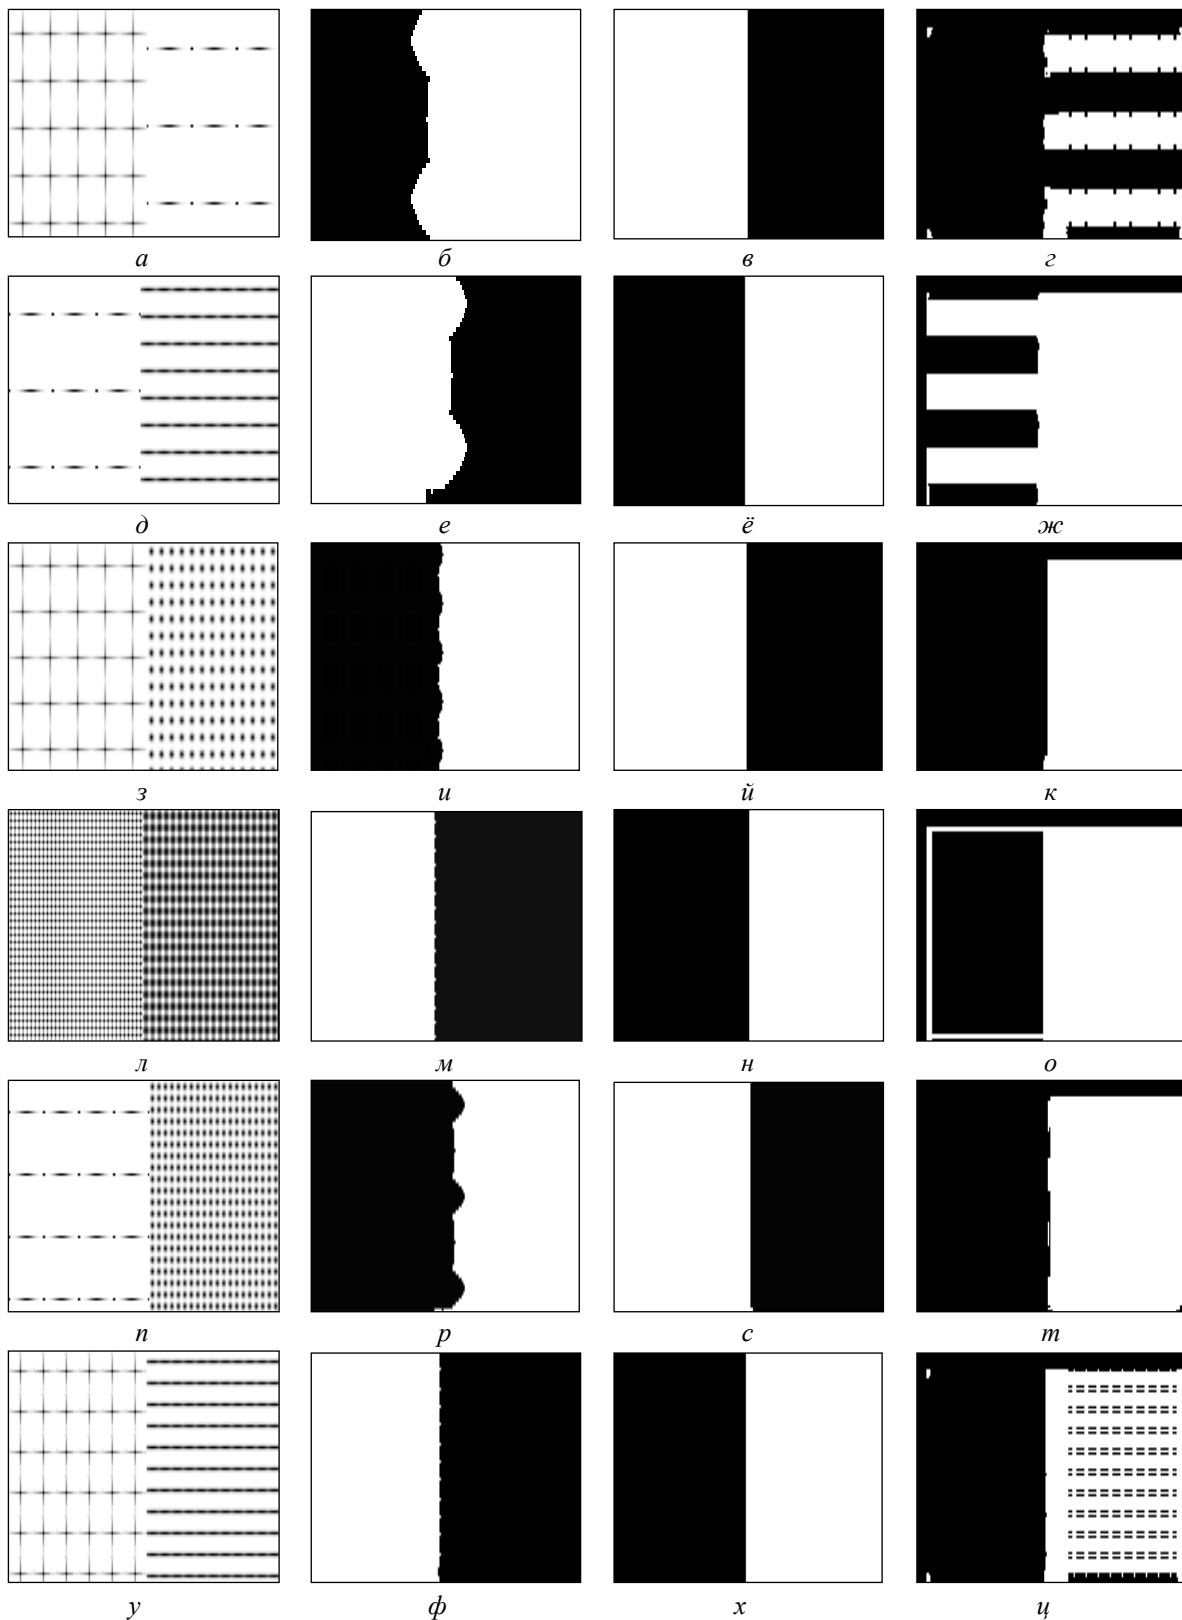 а б в г
д е ё ж
з и й к
л м н о
п р с т
у ф х ц